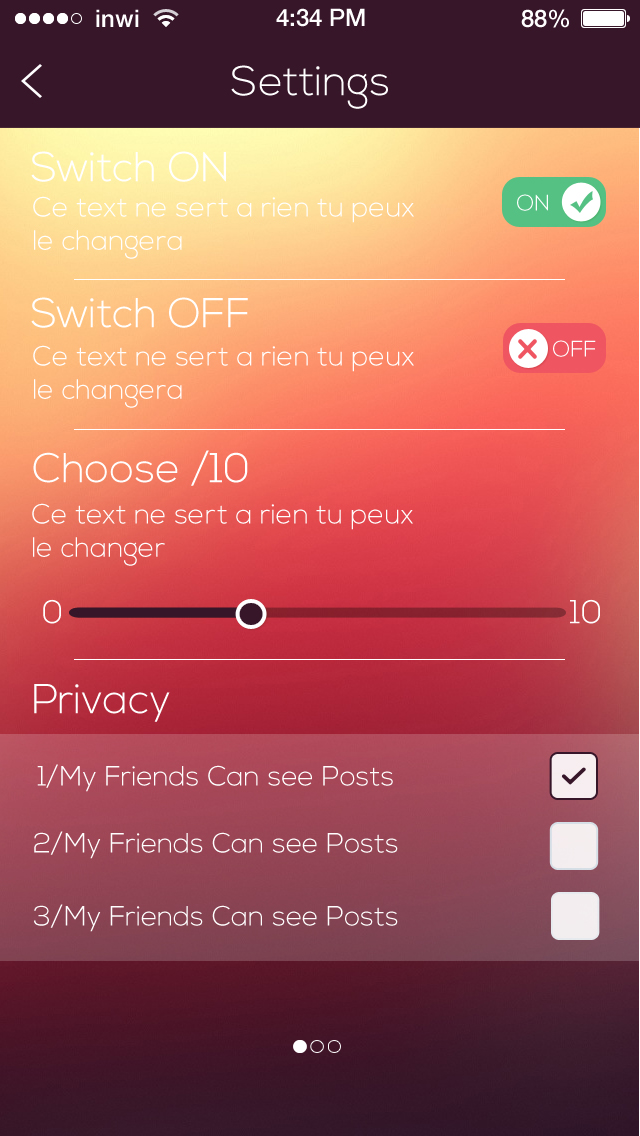 inwi 4:34 PM 88%
Settings
Switch ON
Ce text ne sert a rien tu peux
le changera
ON
Switch OFF
Ce text ne sert a rien tu peux
le changera
OFF
Choose /10
Ce text ne sert a rien tu peux
le changer
0 10
Privacy
1/My Friends Can see Posts
2/My Friends Can see Posts
3/My Friends Can see Posts